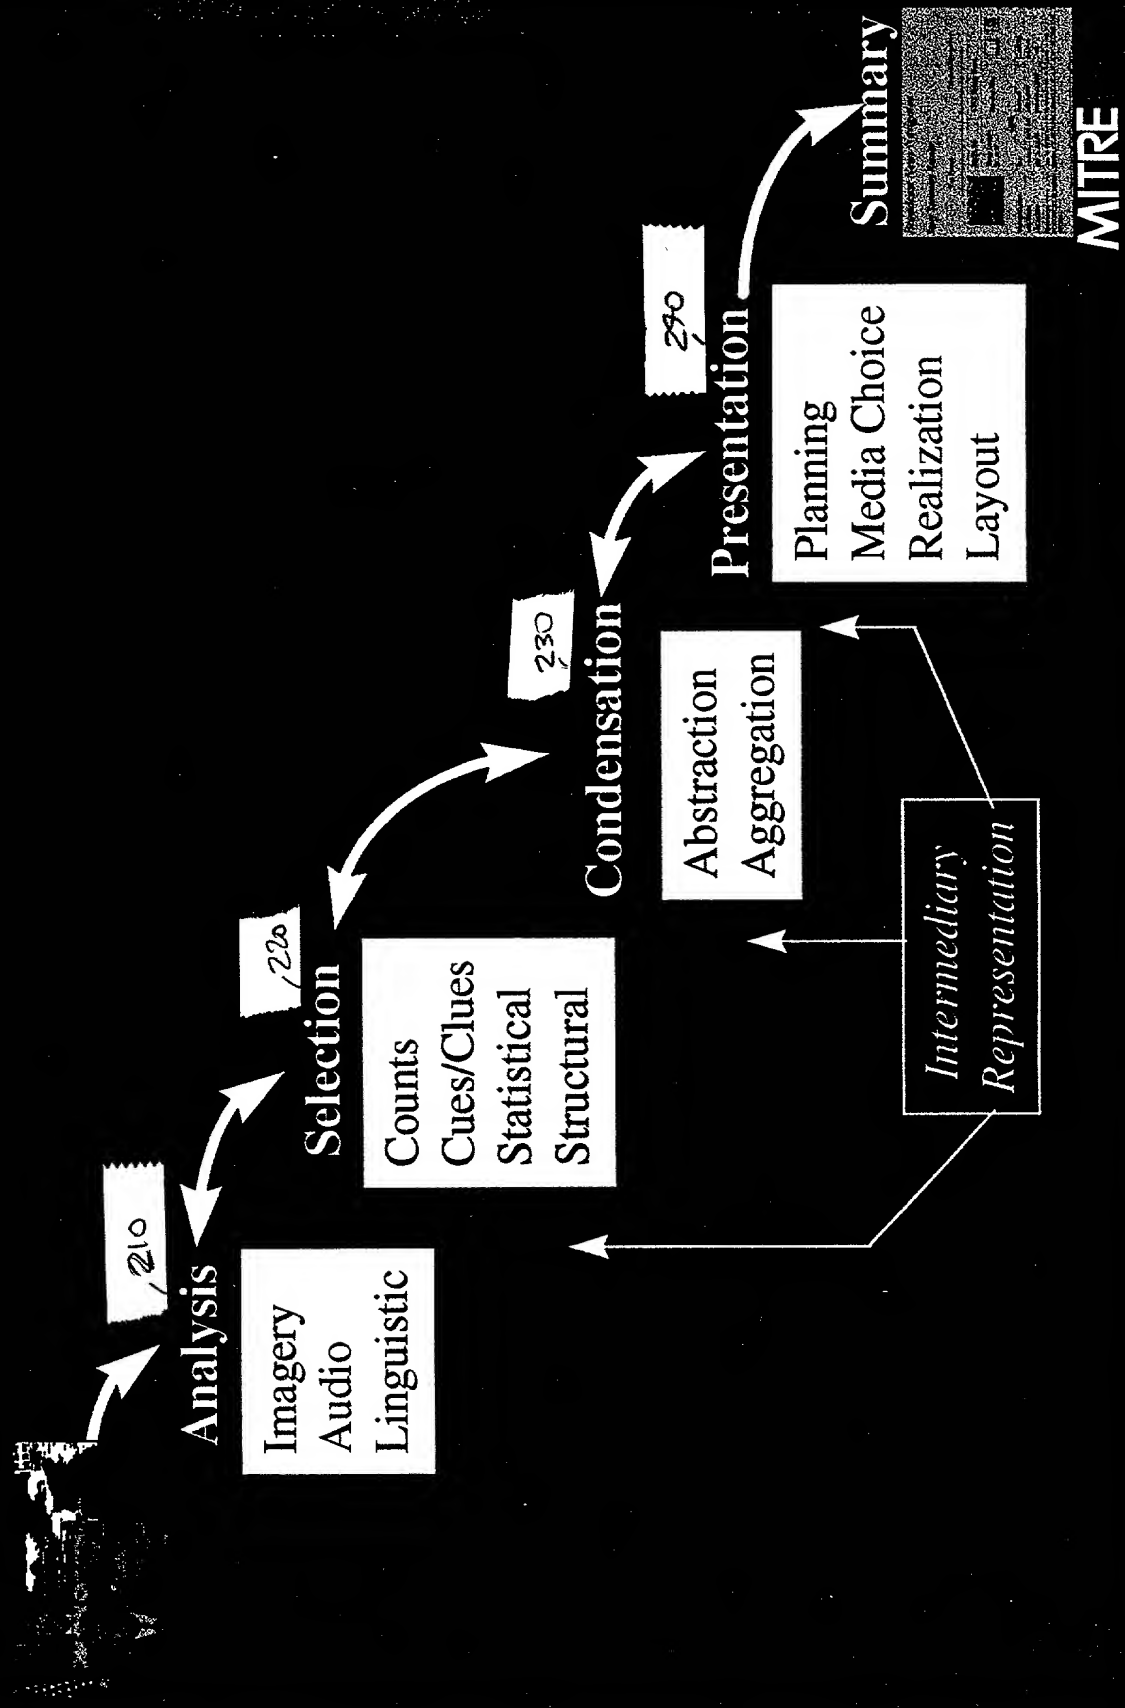 210
Analysis
Imagery
Audio
Linguistic
220
Selection
Counts
Cues/Clues
Statistical
Structural
230
Condensation
Abstraction
Aggregation
240
Presentation
Planning
Media Choice
Realization
Layout
Intermediary
Representation
Summary
MITRE